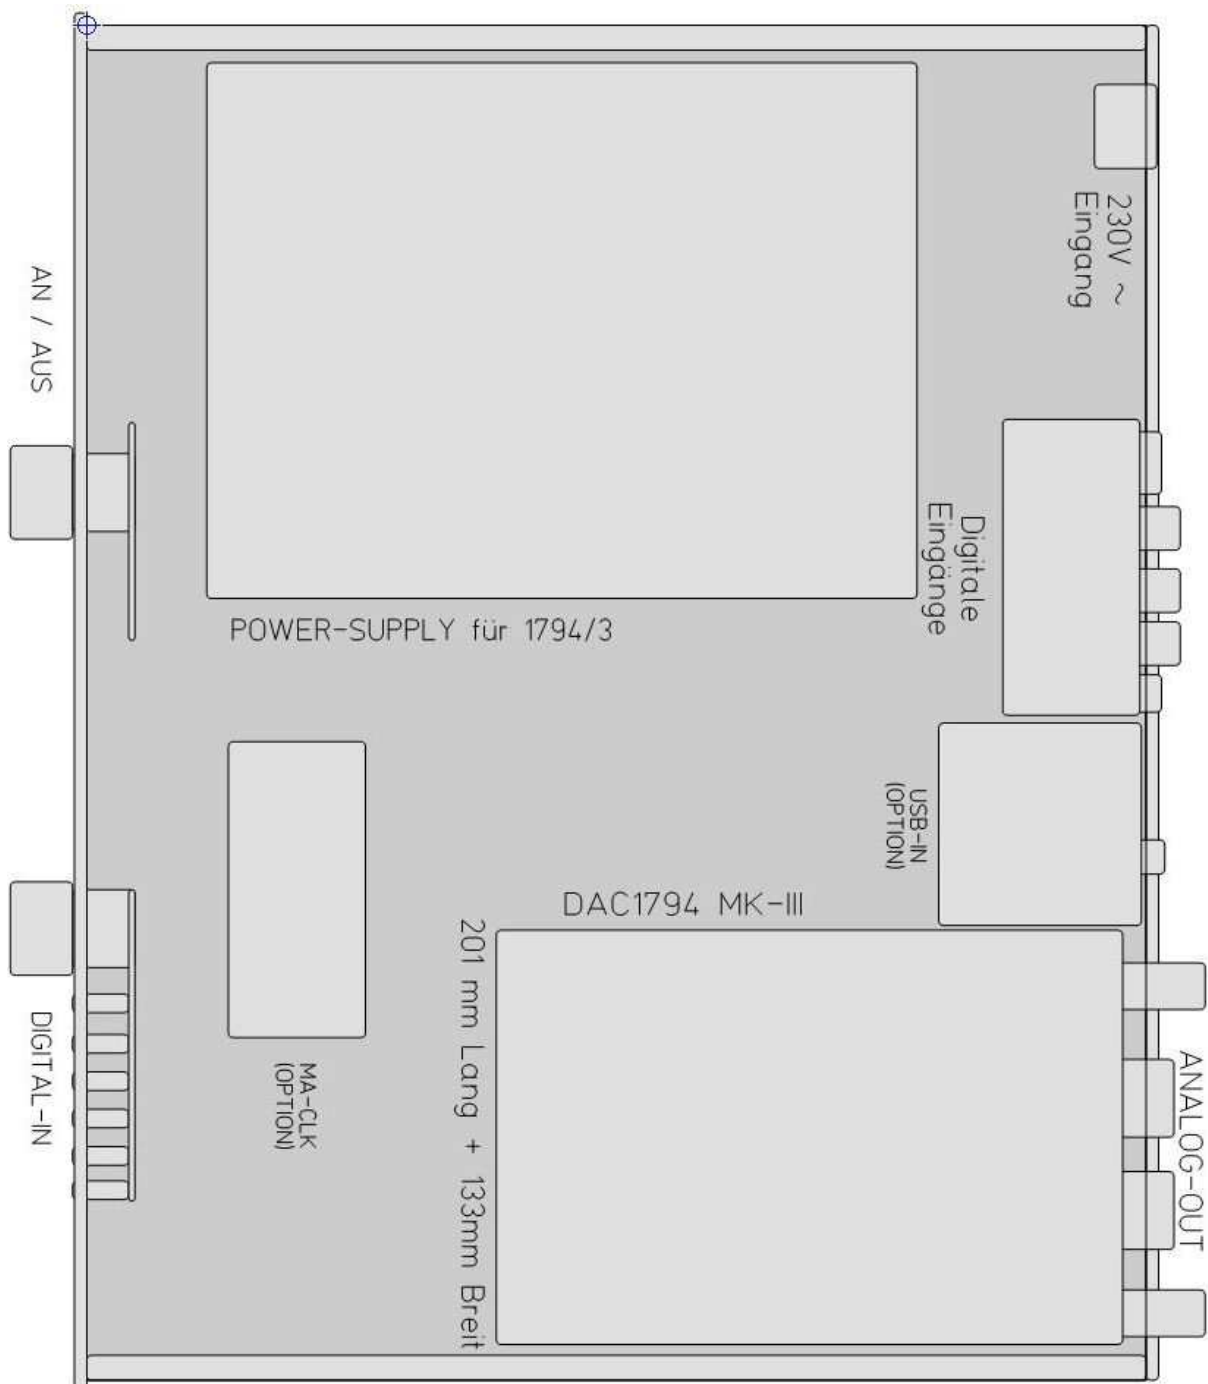 230V ~
Eingang
AN / AUS
Digitale
Eingänge
POWER-SUPPLY für 1794/3
USB-IN
(OPTION)
DAC1794 MK-III
201 mm Lang + 133mm Breit
MA-CLK
(OPTION)
DIGITAL-IN
ANALOG-OUT